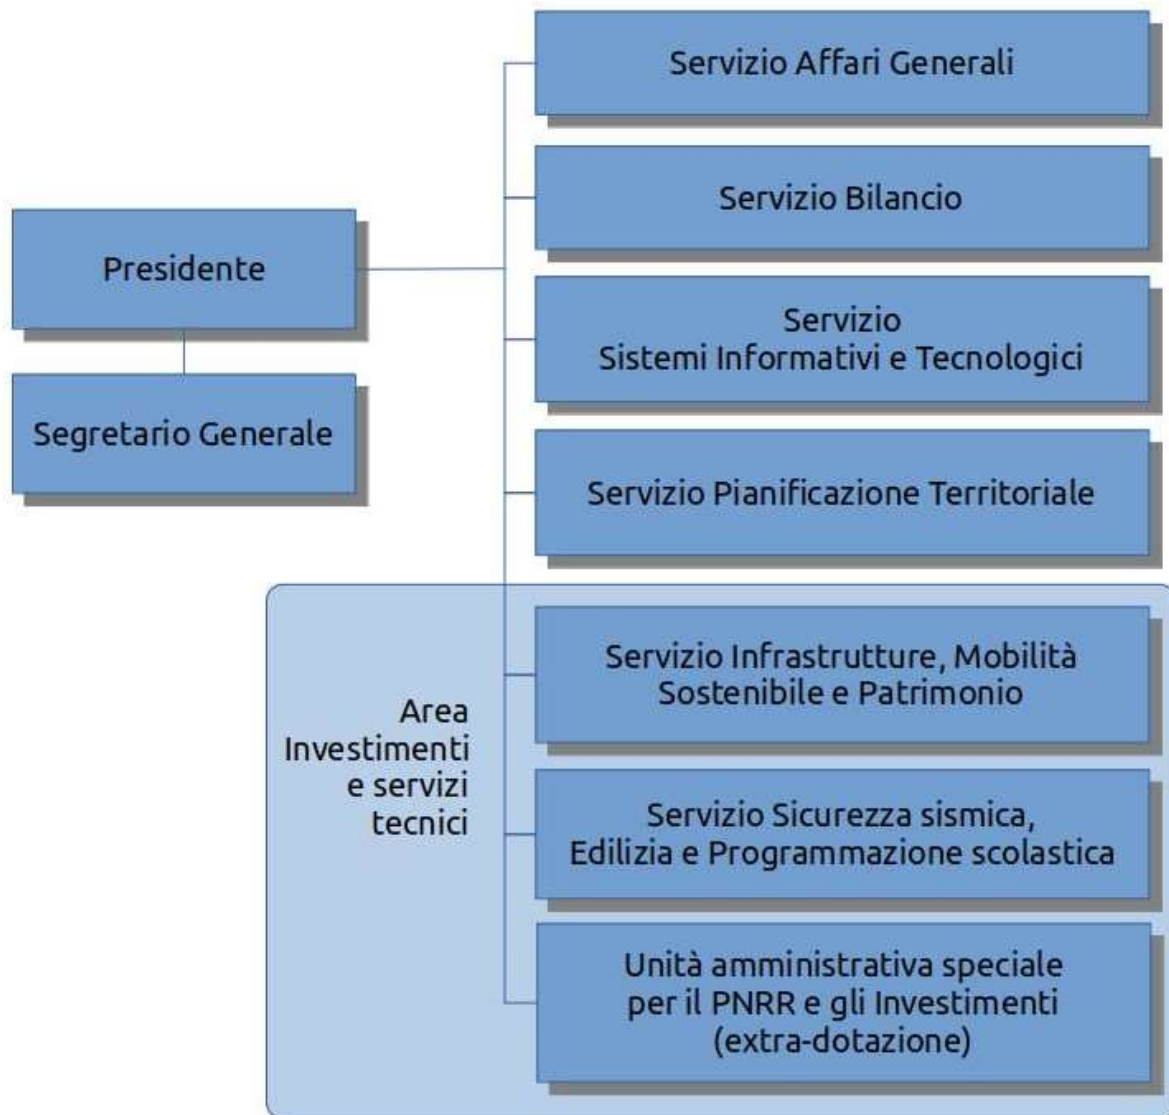 Presidente
Segretario Generale
Servizio Affari Generali
Servizio Bilancio
Servizio
Sistemi Informativi e Tecnologici
Servizio Pianificazione Territoriale
Area
Investimenti
e servizi
tecnici
Servizio Infrastrutture, Mobilità
Sostenibile e Patrimonio
Servizio Sicurezza sismica,
Edilizia e Programmazione scolastica
Unità amministrativa speciale
per il PNRR e gli Investimenti
(extra-dotazione)